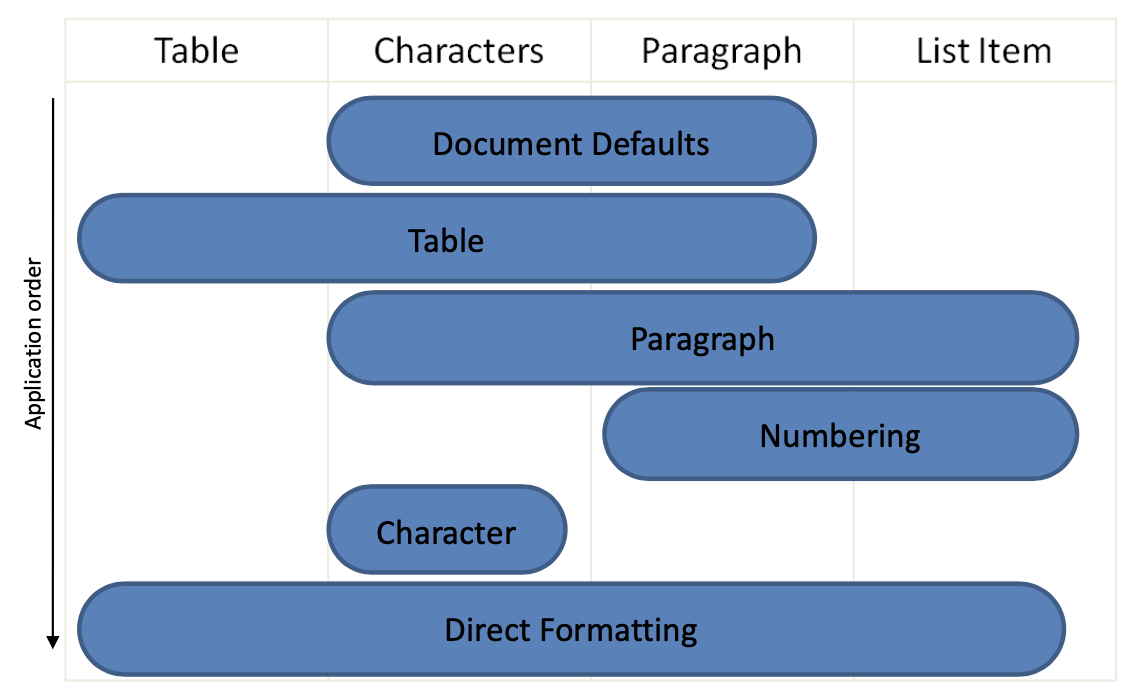 Table
Characters
Paragraph
List Item
Application order
Document Defaults
Table
Paragraph
Numbering
Character
Direct Formatting